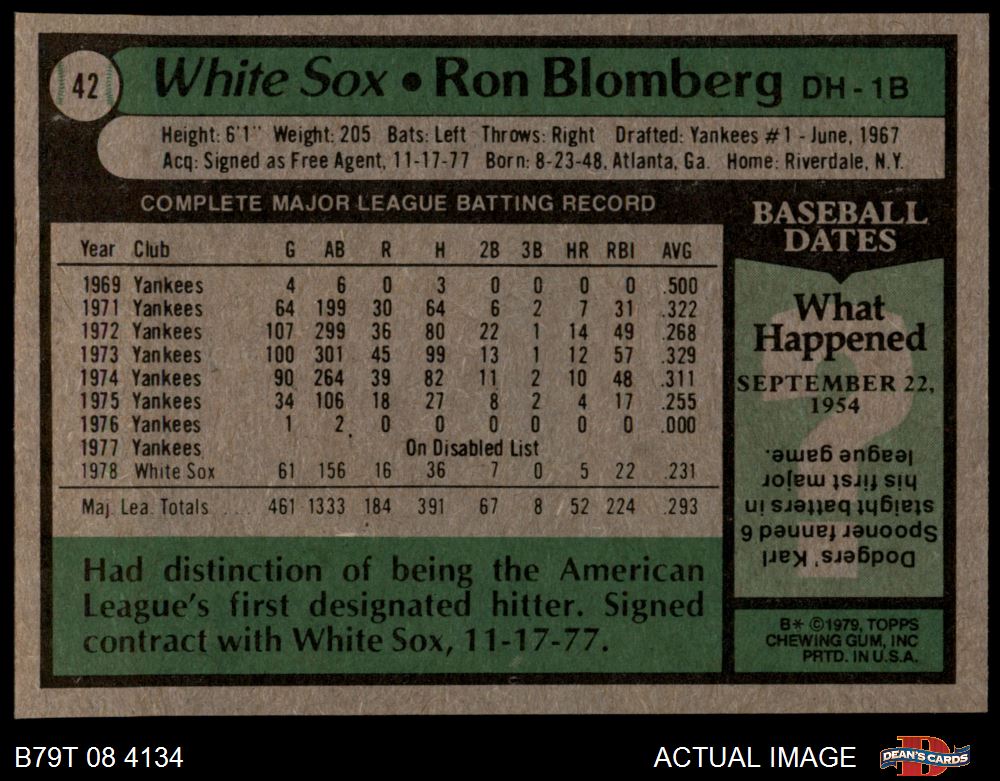 42
White Sox • Ron Blomberg DH - 1B
Height: 6'1" Weight: 205 Bats: Left Throws: Right Drafted: Yankees #1 - June, 1967
Acq: Signed as Free Agent, 11-17-77 Born: 8-23-48, Atlanta, Ga. Home: Riverdale, N.Y.
COMPLETE MAJOR LEAGUE BATTING RECORD
Year Club G AB R H 2B 3B HR RBI AVG
1969 Yankees 4 6 0 3 0 0 0 0 .500
1971 Yankees 64 199 30 64 6 2 7 31 .322
1972 Yankees 107 299 36 80 22 1 14 49 .268
1973 Yankees 100 301 45 99 13 1 12 57 .329
1974 Yankees 90 264 39 82 11 2 10 48 .311
1975 Yankees 34 106 18 27 8 2 4 17 .255
1976 Yankees 1 2 0 0 0 0 0 0 .000
1977 Yankees On Disabled List
1978 White Sox 61 156 16 36 7 0 5 22 .231
Maj. Lea. Totals .... 461 1333 184 391 67 8 52 224 .293
Had distinction of being the American
League's first designated hitter. Signed
contract with White Sox, 11-17-77.
BASEBALL
DATES
What
Happened
SEPTEMBER 22,
1954
Dodgers' Karl
Spooner fanned 6
straight batters in
his first major
league game.
B* ©1979, TOPPS
CHEWING GUM, INC
PRTD. IN U.S.A.
B79T 08 4134
ACTUAL IMAGE
DEAN'S CARDS